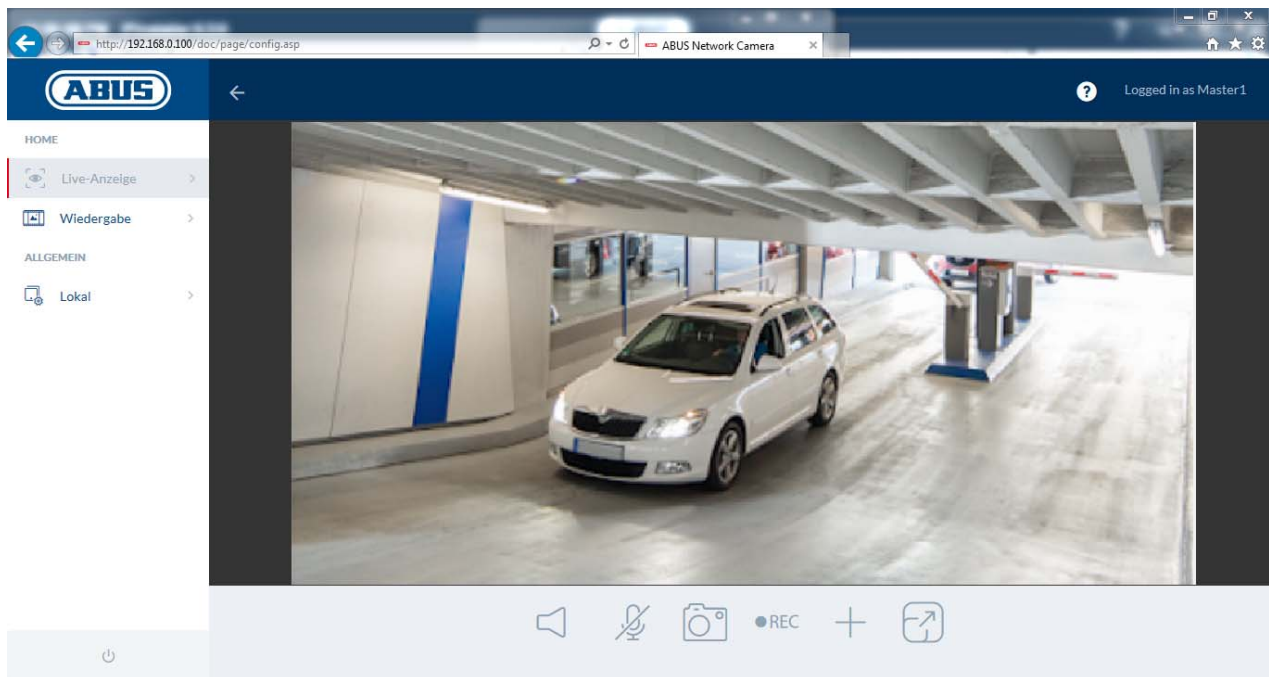 http://192.168.0.100/doc/page/config.asp
ABUS Network Camera
ABUS
Logged in as Master1
HOME
Live-Anzeige
Wiedergabe
ALLGEMEIN
Lokal
REC